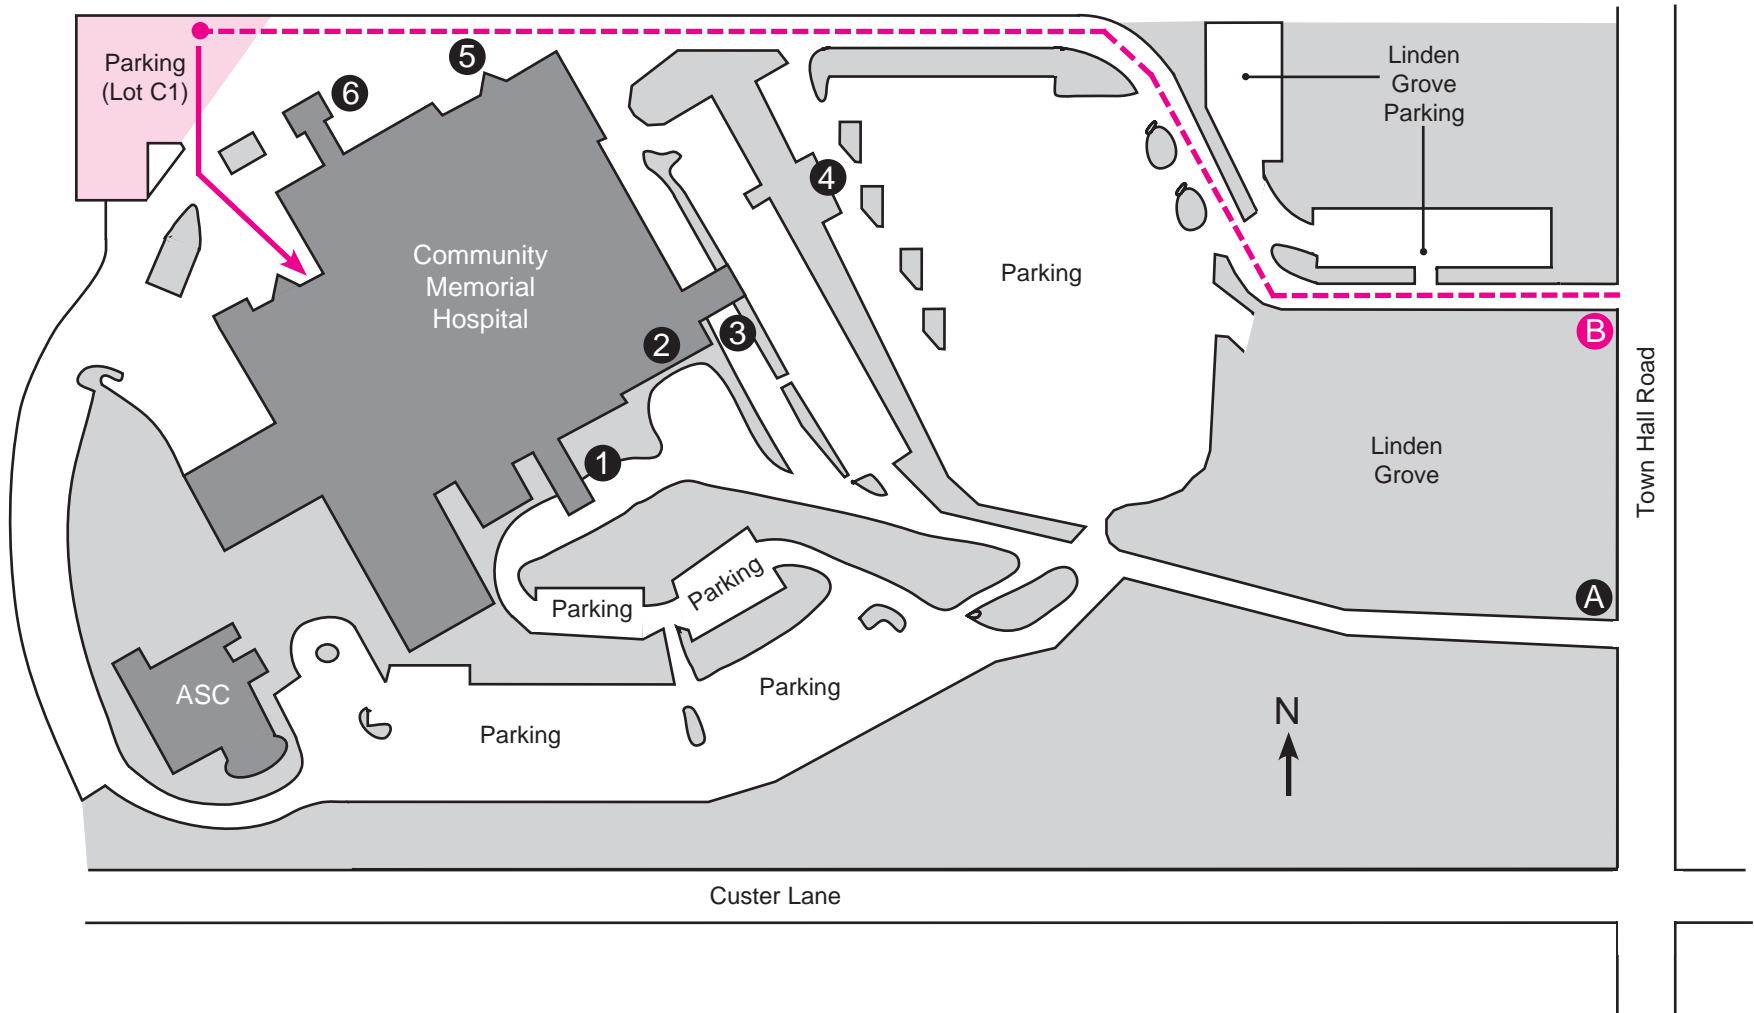 Parking
(Lot C1)
5
6
Linden
Grove
Parking
4
Community
Memorial
Hospital
Parking
3
2
B
Town Hall Road
Linden
Grove
1
A
Parking
Parking
ASC
Parking
Parking
N
Custer Lane